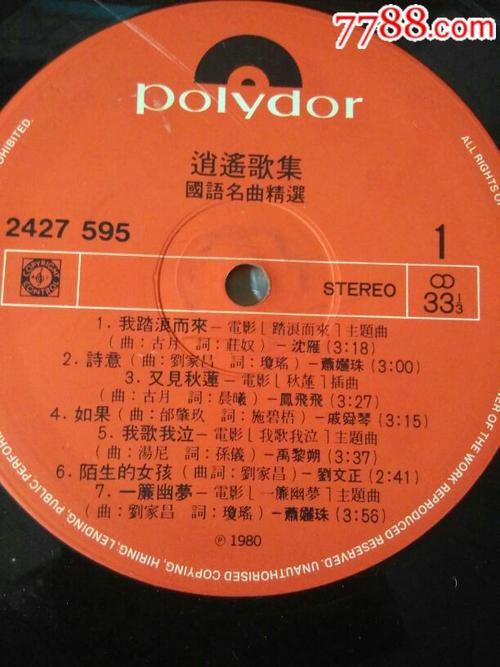 7788.com
polydor
逍遙歌集
國語名曲精選
2427 595
1
COPYRIGHT CONTROL
STEREO
33⅓
1. 我踏浪而來－電影[踏浪而來]主題曲
(曲：古月 詞：莊奴)－沈雁(3:18)
2. 詩意(曲：劉家昌 詞：瓊瑤)－蕭孋珠(3:00)
3. 又見秋蓮－電影[秋蓮]插曲
(曲：古月 詞：晨曦)－鳳飛飛(3:27)
4. 如果(曲：邰肇玫 詞：施碧梧)－戚舜琴(3:15)
5. 我歌我泣－電影[我歌我泣]主題曲
(曲：湯尼 詞：孫儀)－禹黎朔(3:37)
6. 陌生的女孩(曲詞：劉家昌)－劉文正(2:41)
7. 一簾幽夢－電影[一簾幽夢]主題曲
(曲：劉家昌 詞：瓊瑤)－蕭孋珠(3:56)
℗ 1980
ALL RIGHTS OF THE WORK REPRODUCED RESERVED. UNAUTHORISED COPYING, HIRING, LENDING, PUBLIC PERFOR OHIBITED.